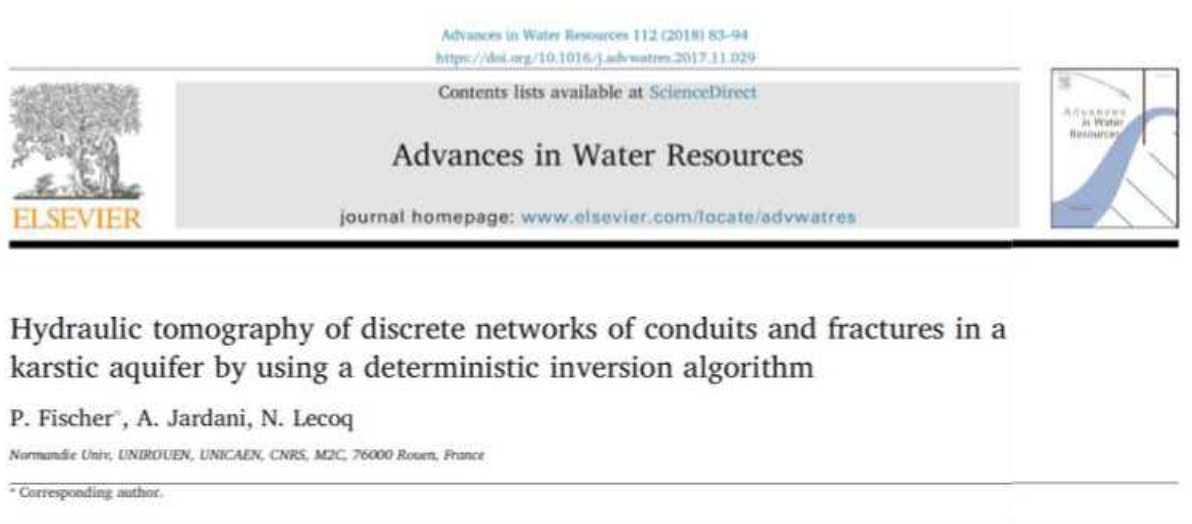 Advances in Water Resources 112 (2018) 83–94
https://doi.org/10.1016/j.advwatres.2017.11.029
Contents lists available at ScienceDirect
Advances in Water Resources
journal homepage: www.elsevier.com/locate/advwatres
ELSEVIER
Advances
in Water
Resources
Hydraulic tomography of discrete networks of conduits and fractures in a
karstic aquifer by using a deterministic inversion algorithm
P. Fischer*, A. Jardani, N. Lecoq
Normandie Univ, UNIROUEN, UNICAEN, CNRS, M2C, 76000 Rouen, France
* Corresponding author.